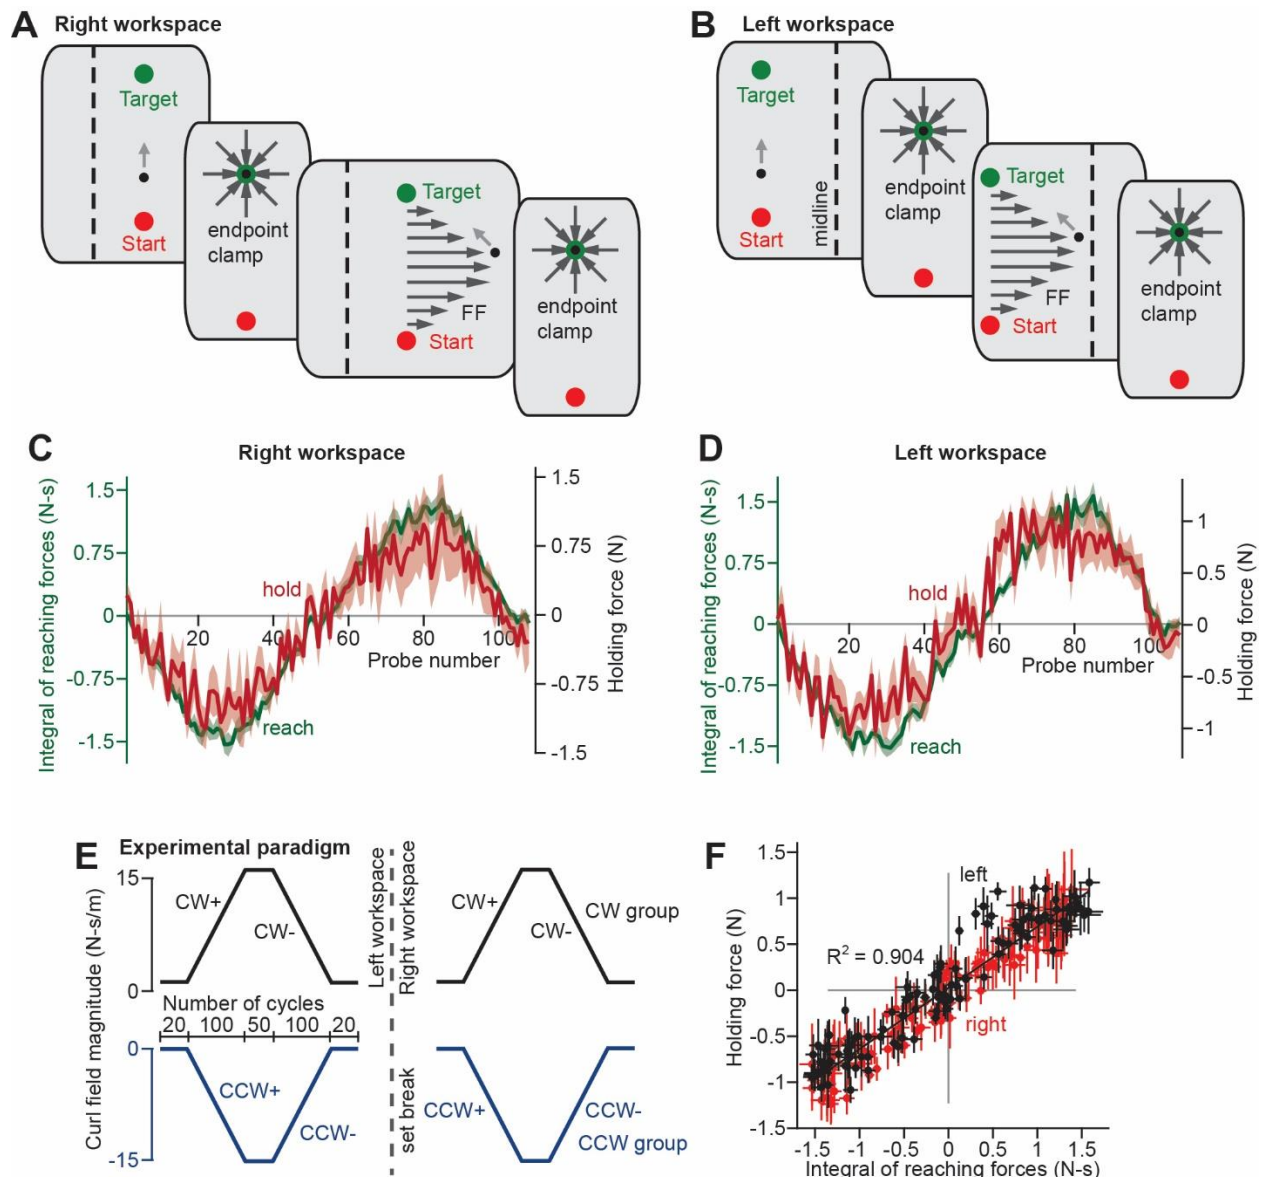 A Right workspace
Target
Start
endpoint
clamp
Target
FF
Start
endpoint
clamp
B Left workspace
Target
Start
midline
endpoint
clamp
Target
FF
Start
endpoint
clamp
C Right workspace
Integral of reaching forces (N-s)
1.5
0.75
0
-0.75
-1.5
hold
reach
20 40 60 80 100
Probe number
1.5
0.75
0
-0.75
-1.5
Holding force (N)
D Left workspace
Integral of reaching forces (N-s)
1.5
0.75
0
-0.75
-1.5
hold
reach
20 40 60 80 100
Probe number
1
0.5
0
-0.5
-1
Holding force (N)
E Experimental paradigm
Curl field magnitude (N-s/m)
15
0
CW+
CW-
Number of cycles
20 100 50 100 20
0
-15
CCW+
CCW-
Left workspace
Right workspace
set break
CW+
CW-
CW group
CCW+
CCW-
CCW group
F
Holding force (N)
1.5
1
0.5
0
-0.5
-1
-1.5
left
R2 = 0.904
right
-1.5 -1 -0.5 0 0.5 1 1.5
Integral of reaching forces (N-s)